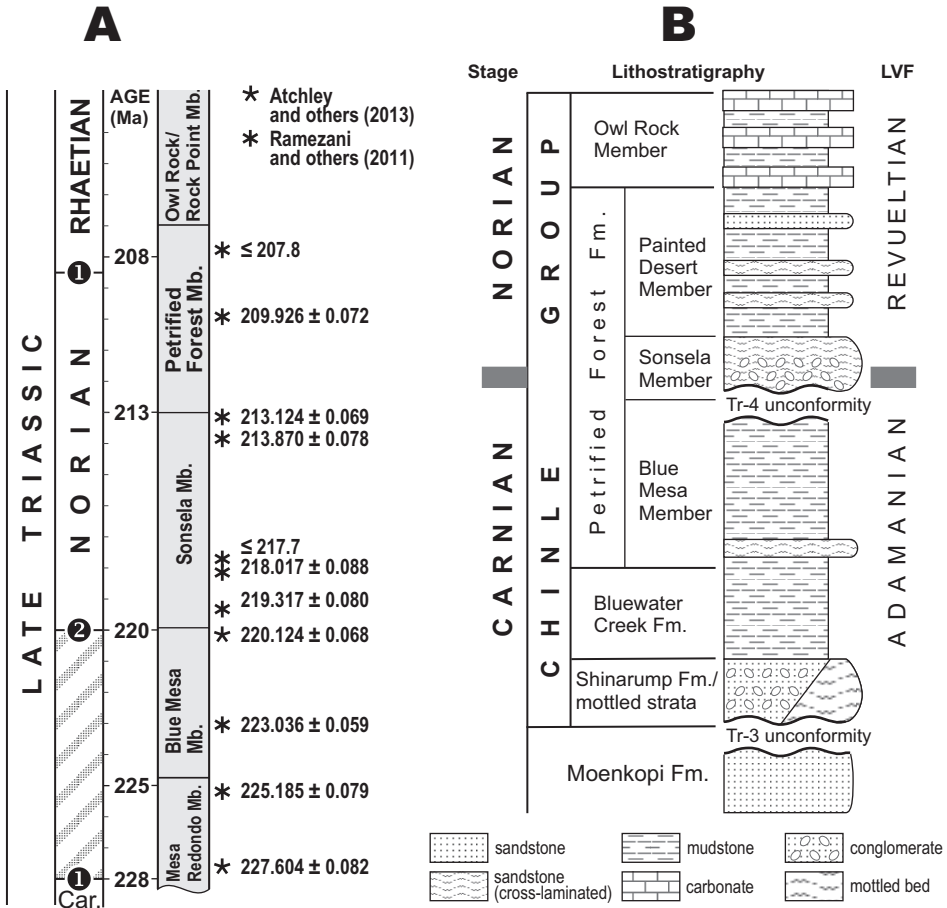 A
AGE
(Ma)
LATE TRIASSIC
RHAETIAN
NORIAN
Car.
1
2
1
208
213
220
225
228
Owl Rock/
Rock Point Mb.
Petrified
Forest Mb.
Sonsela Mb.
Blue Mesa
Mb.
Mesa
Redondo Mb.
* Atchley
and others (2013)
* Ramezani
and others (2011)
* ≤ 207.8
* 209.926 ± 0.072
* 213.124 ± 0.069
* 213.870 ± 0.078
* ≤ 217.7
* 218.017 ± 0.088
* 219.317 ± 0.080
* 220.124 ± 0.068
* 223.036 ± 0.059
* 225.185 ± 0.079
* 227.604 ± 0.082
B
Stage
Lithostratigraphy
LVF
NORIAN
CARNIAN
CHINLE GROUP
Petrified Forest Fm.
Owl Rock
Member
Painted
Desert
Member
Sonsela
Member
Tr-4 unconformity
Blue
Mesa
Member
Bluewater
Creek Fm.
Shinarump Fm./
mottled strata
Tr-3 unconformity
Moenkopi Fm.
REVUELTIAN
ADAMANIAN
sandstone
mudstone
conglomerate
sandstone
(cross-laminated)
carbonate
mottled bed